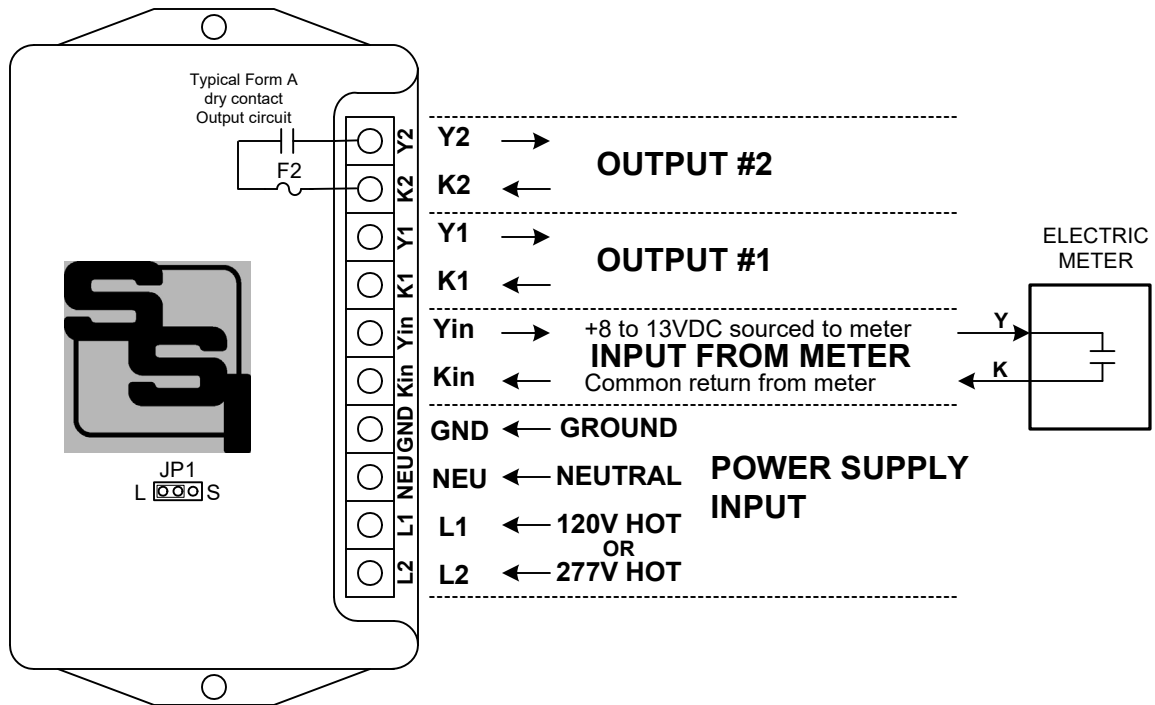 Typical Form A
dry contact
Output circuit
F2
Y2
K2
Y1
K1
Yin
Kin
GND
NEU
L1
L2
SSI
JP1
L S
Y2
OUTPUT #2
K2
Y1
OUTPUT #1
K1
Yin +8 to 13VDC sourced to meter
INPUT FROM METER
Kin Common return from meter
GND GROUND
NEU NEUTRAL
POWER SUPPLY
INPUT
L1 120V HOT
OR
L2 277V HOT
ELECTRIC
METER
Y
K